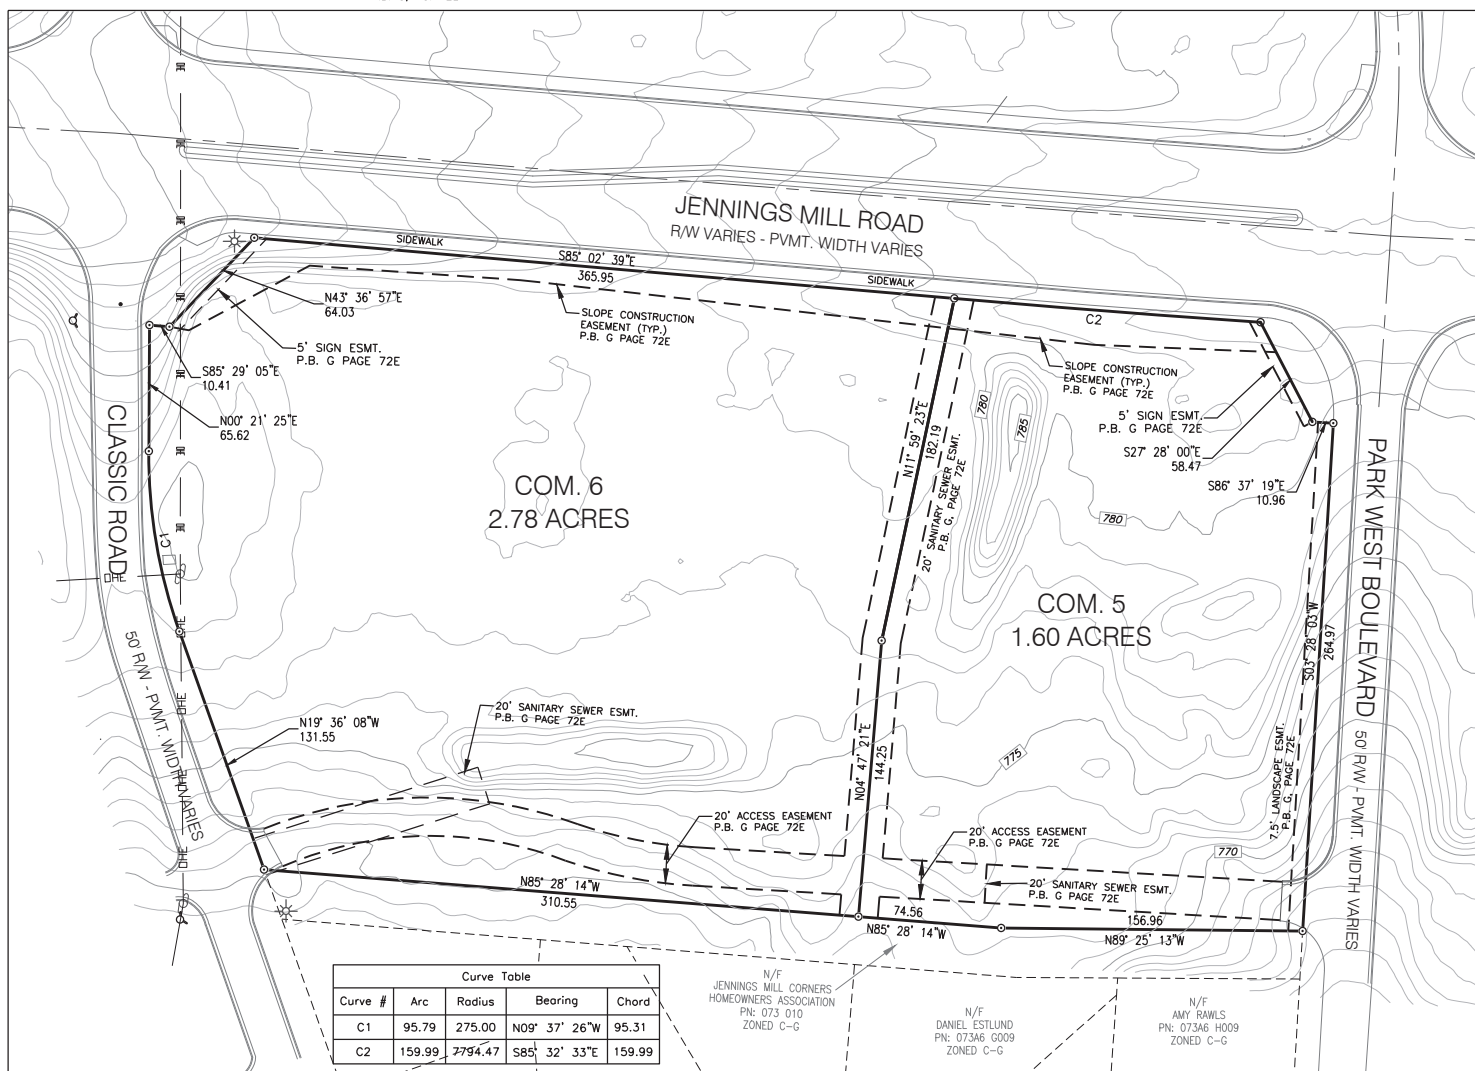 JENNINGS MILL ROAD
R/W VARIES - PVMT. WIDTH VARIES
SIDEWALK
S85° 02' 39"E
365.95
SIDEWALK
N43° 36' 57"E
64.03
SLOPE CONSTRUCTION
EASEMENT (TYP.)
P.B. G PAGE 72E
C2
5' SIGN ESMT.
P.B. G PAGE 72E
S85° 29' 05"E
10.41
N00° 21' 25"E
65.62
SLOPE CONSTRUCTION
EASEMENT (TYP.)
P.B. G PAGE 72E
780
785
5' SIGN ESMT.
P.B. G PAGE 72E
S27° 28' 00"E
58.47
S86° 37' 19"E
10.96
CLASSIC ROAD
50' R/W - PVMT. WIDTH VARIES
C1
OHE
OHE
OHE
OHE
OHE
COM. 6
2.78 ACRES
N11° 59' 23"E
182.19
20' SANITARY SEWER ESMT.
P.B. G, PAGE 72E
780
COM. 5
1.60 ACRES
S03° 28' 03"W
264.97
PARK WEST BOULEVARD
50' R/W - PVMT. WIDTH VARIES
N19° 36' 08"W
131.55
20' SANITARY SEWER ESMT.
P.B. G PAGE 72E
N04° 47' 21"E
144.25
775
7.5' LANDSCAPE ESMT.
P.B. G, PAGE 72E
20' ACCESS EASEMENT
P.B. G PAGE 72E
20' ACCESS EASEMENT
P.B. G PAGE 72E
770
N85° 28' 14"W
310.55
20' SANITARY SEWER ESMT.
P.B. G PAGE 72E
74.56
N85° 28' 14"W
156.96
N89° 25' 13"W
Curve Table
Curve # Arc Radius Bearing Chord
C1 95.79 275.00 N09° 37' 26"W 95.31
C2 159.99 7794.47 S85° 32' 33"E 159.99
N/F
JENNINGS MILL CORNERS
HOMEOWNERS ASSOCIATION
PN: 073 010
ZONED C-G
N/F
DANIEL ESTLUND
PN: 073A6 G009
ZONED C-G
N/F
AMY RAWLS
PN: 073A6 H009
ZONED C-G